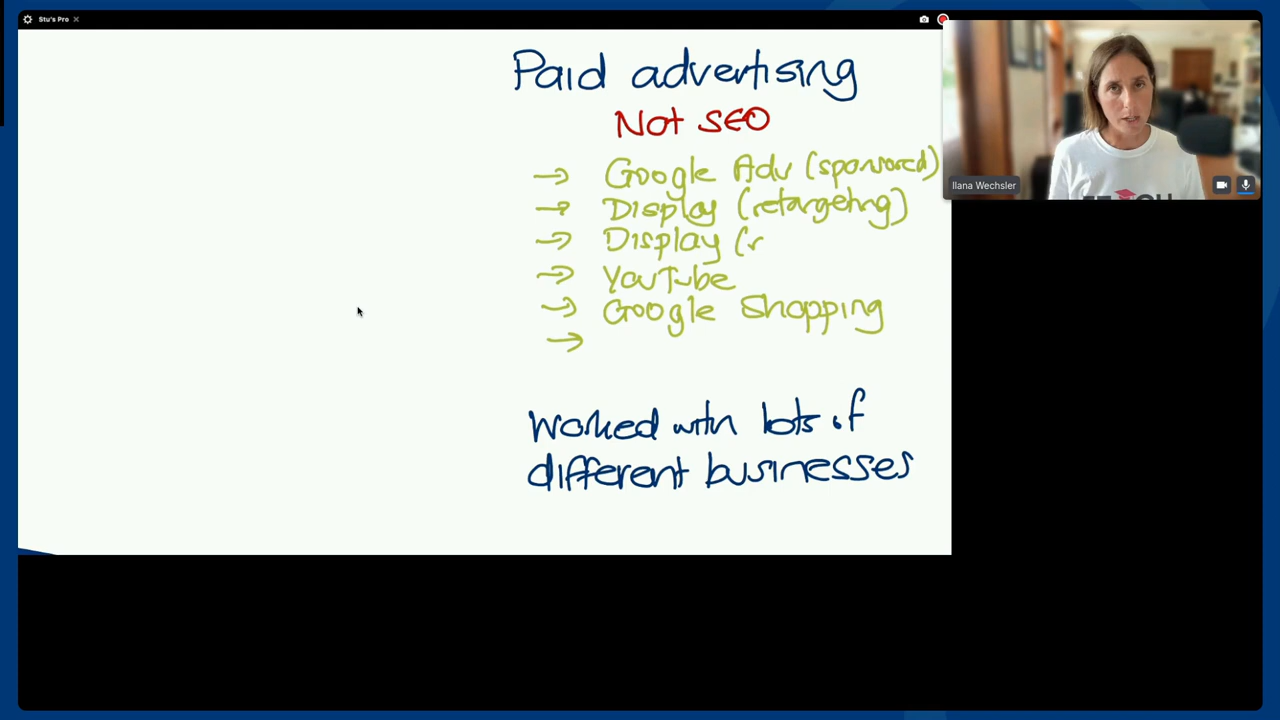 Stu's Pro
Paid advertising
Not SEO
→ Google Adv (sponsored)
→ Display (retargeting)
→ Display (r
→ YouTube
→ Google Shopping
→
Worked with lots of
different businesses
Ilana Wechsler